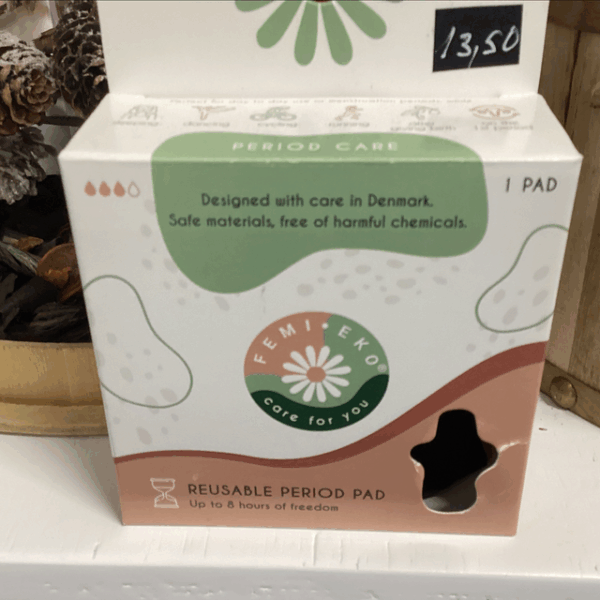 13,50
PERIOD CARE
1 PAD
Designed with care in Denmark.
Safe materials, free of harmful chemicals.
FEMI•EKO®
care for you
REUSABLE PERIOD PAD
Up to 8 hours of freedom